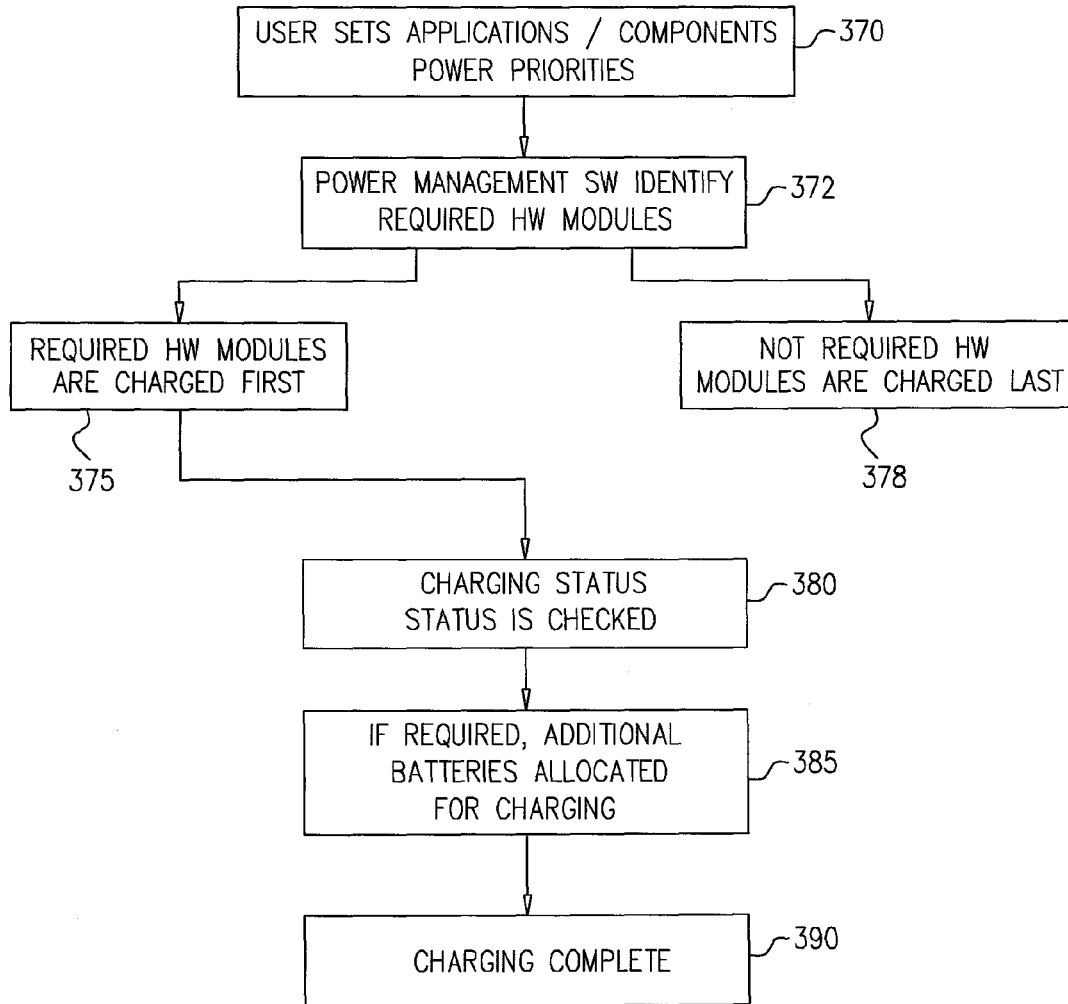 USER SETS APPLICATIONS / COMPONENTS
POWER PRIORITIES
370
POWER MANAGEMENT SW IDENTIFY
REQUIRED HW MODULES
372
REQUIRED HW MODULES
ARE CHARGED FIRST
375
NOT REQUIRED HW
MODULES ARE CHARGED LAST
378
CHARGING STATUS
STATUS IS CHECKED
380
IF REQUIRED, ADDITIONAL
BATTERIES ALLOCATED
FOR CHARGING
385
CHARGING COMPLETE
390